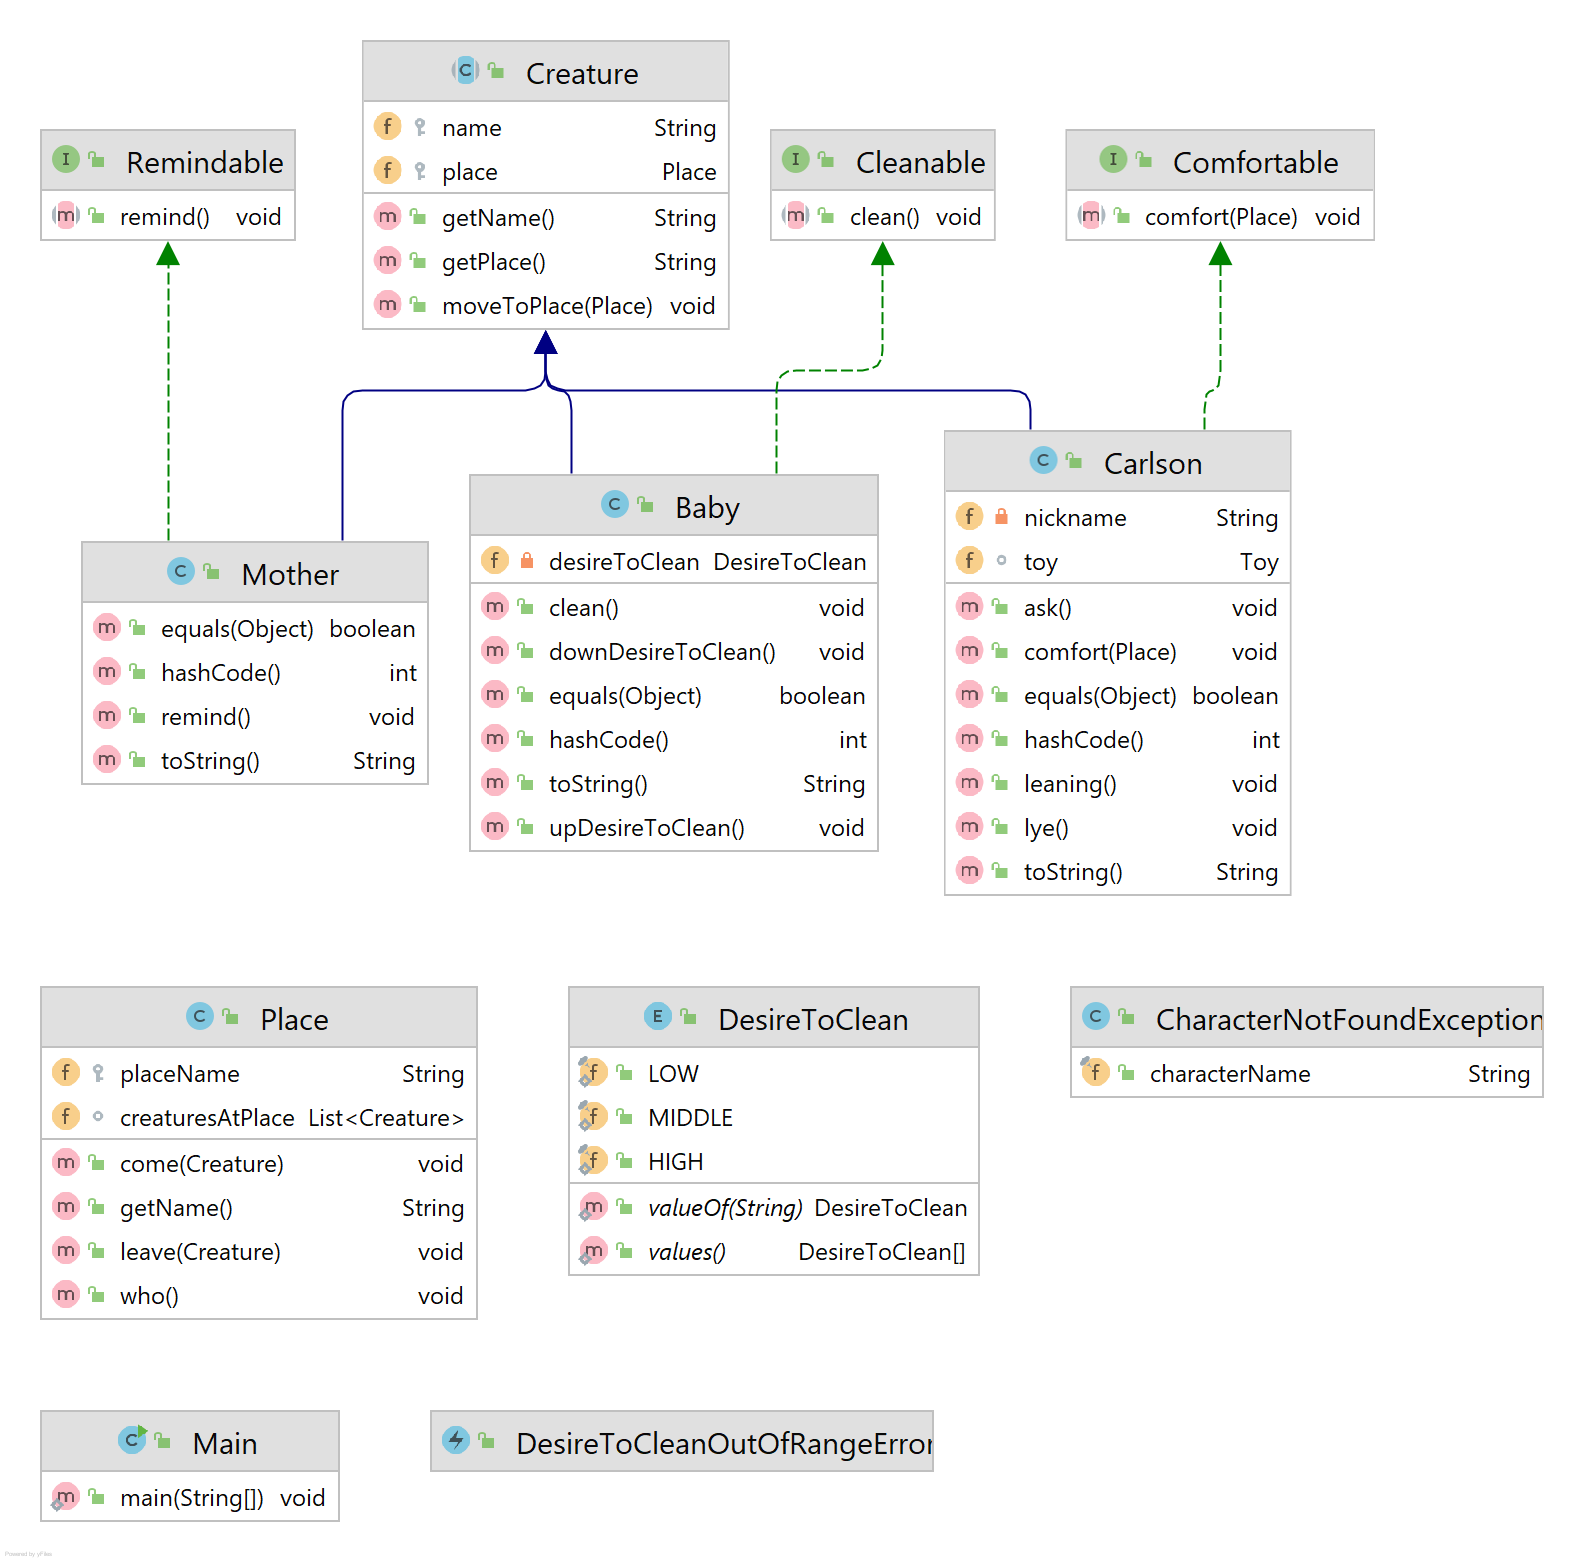 Creature
name String
place Place
getName() String
getPlace() String
moveToPlace(Place) void
Remindable
remind() void
Cleanable
clean() void
Comfortable
comfort(Place) void
Mother
equals(Object) boolean
hashCode() int
remind() void
toString() String
Baby
desireToClean DesireToClean
clean() void
downDesireToClean() void
equals(Object) boolean
hashCode() int
toString() String
upDesireToClean() void
Carlson
nickname String
toy Toy
ask() void
comfort(Place) void
equals(Object) boolean
hashCode() int
leaning() void
lye() void
toString() String
Place
placeName String
creaturesAtPlace List<Creature>
come(Creature) void
getName() String
leave(Creature) void
who() void
DesireToClean
LOW
MIDDLE
HIGH
valueOf(String) DesireToClean
values() DesireToClean[]
CharacterNotFoundException
characterName String
Main
main(String[]) void
DesireToCleanOutOfRangeError
Powered by yFiles